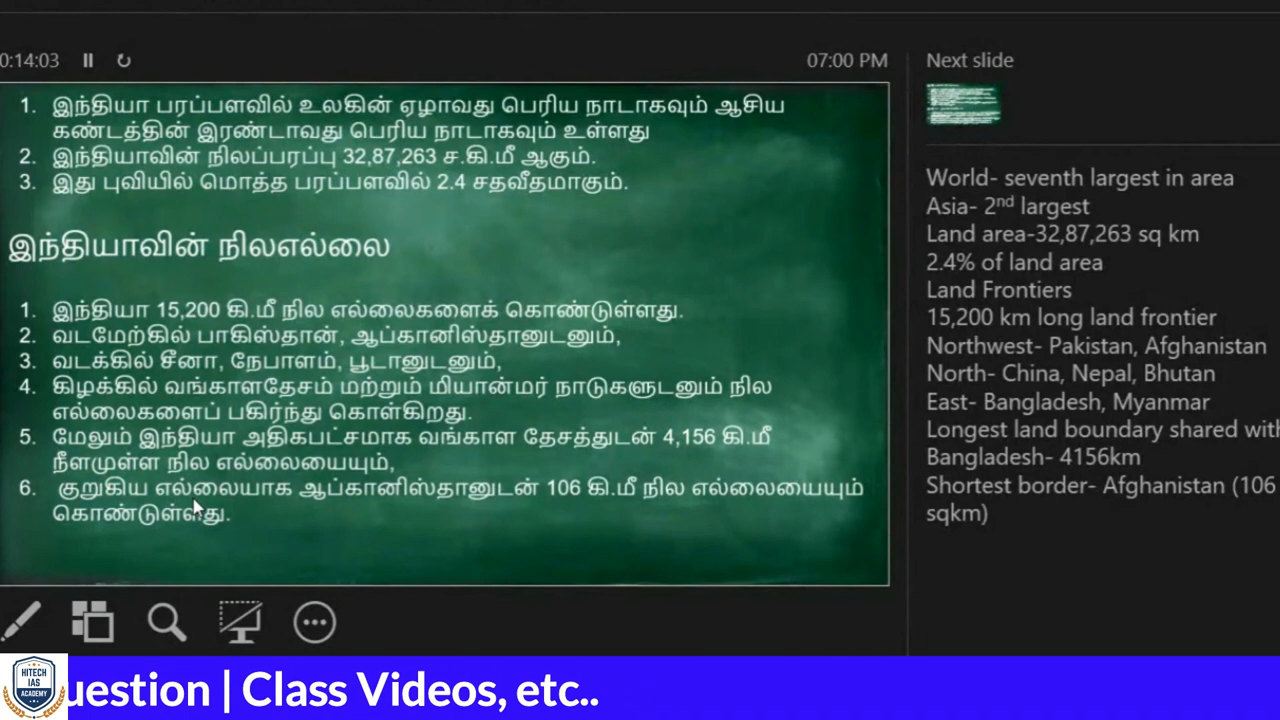 0:14:03
07:00 PM
Next slide
1. இந்தியா பரப்பளவில் உலகின் ஏழாவது பெரிய நாடாகவும் ஆசிய
கண்டத்தின் இரண்டாவது பெரிய நாடாகவும் உள்ளது
2. இந்தியாவின் நிலப்பரப்பு 32,87,263 ச.கி.மீ ஆகும்.
3. இது புவியில் மொத்த பரப்பளவில் 2.4 சதவீதமாகும்.
இந்தியாவின் நிலஎல்லை
1. இந்தியா 15,200 கி.மீ நில எல்லைகளைக் கொண்டுள்ளது.
2. வடமேற்கில் பாகிஸ்தான், ஆப்கானிஸ்தானுடனும்,
3. வடக்கில் சீனா, நேபாளம், பூடானுடனும்,
4. கிழக்கில் வங்காளதேசம் மற்றும் மியான்மர் நாடுகளுடனும் நில
எல்லைகளைப் பகிர்ந்து கொள்கிறது.
5. மேலும் இந்தியா அதிகபட்சமாக வங்காள தேசத்துடன் 4,156 கி.மீ
நீளமுள்ள நில எல்லையையும்,
6. குறுகிய எல்லையாக ஆப்கானிஸ்தானுடன் 106 கி.மீ நில எல்லையையும்
கொண்டுள்ளது.
World- seventh largest in area
Asia- 2nd largest
Land area-32,87,263 sq km
2.4% of land area
Land Frontiers
15,200 km long land frontier
Northwest- Pakistan, Afghanistan
North- China, Nepal, Bhutan
East- Bangladesh, Myanmar
Longest land boundary shared with
Bangladesh- 4156km
Shortest border- Afghanistan (106
sqkm)
HITECH
IAS
ACADEMY
uestion | Class Videos, etc..